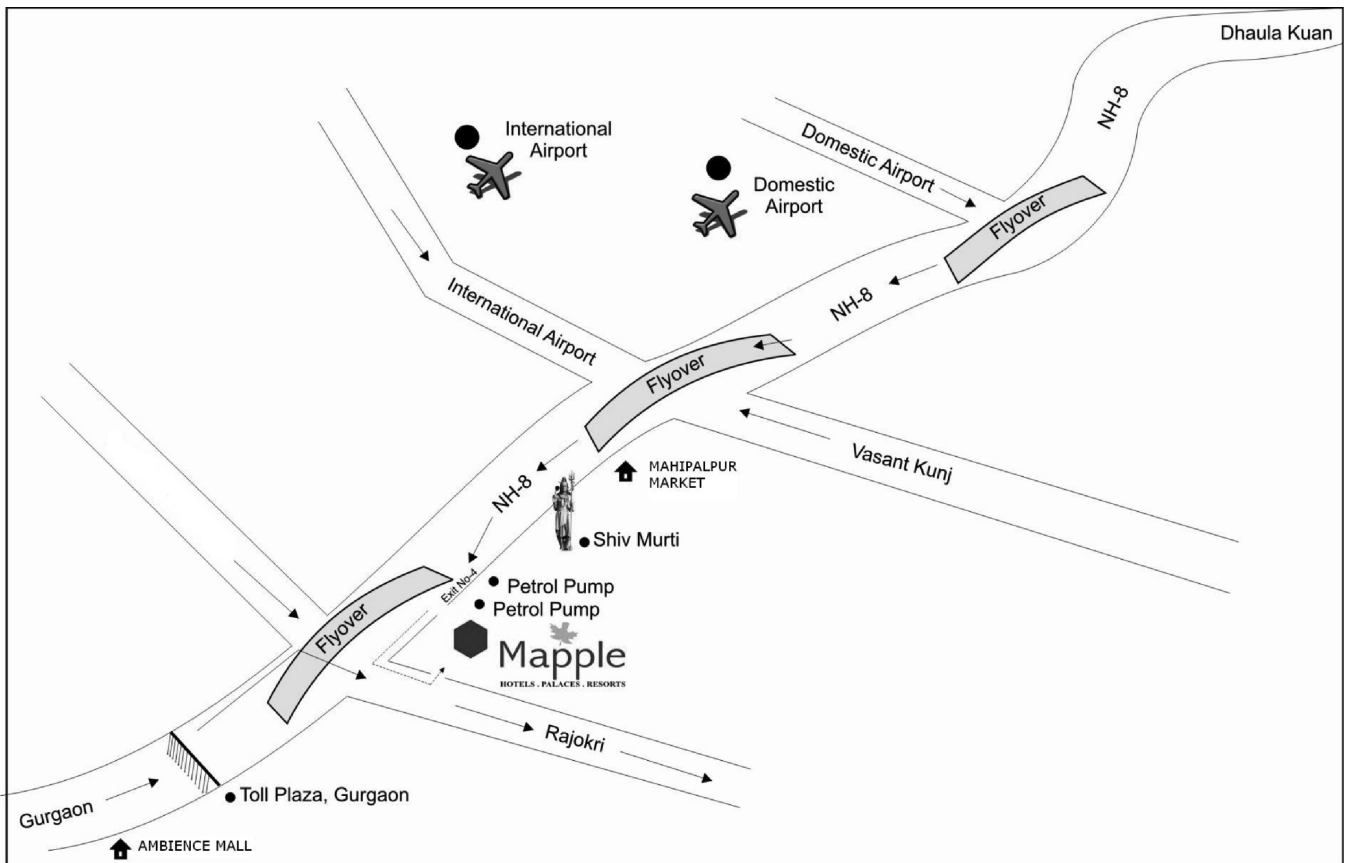 Dhaula Kuan
NH-8
International
Airport
Domestic Airport
Domestic
Airport
Flyover
NH-8
International Airport
Flyover
Vasant Kunj
MAHIPALPUR
MARKET
NH-8
Shiv Murti
Exit No-4
Petrol Pump
Petrol Pump
Flyover
Mapple
HOTELS . PALACES . RESORTS
Rajokri
Toll Plaza, Gurgaon
Gurgaon
AMBIENCE MALL